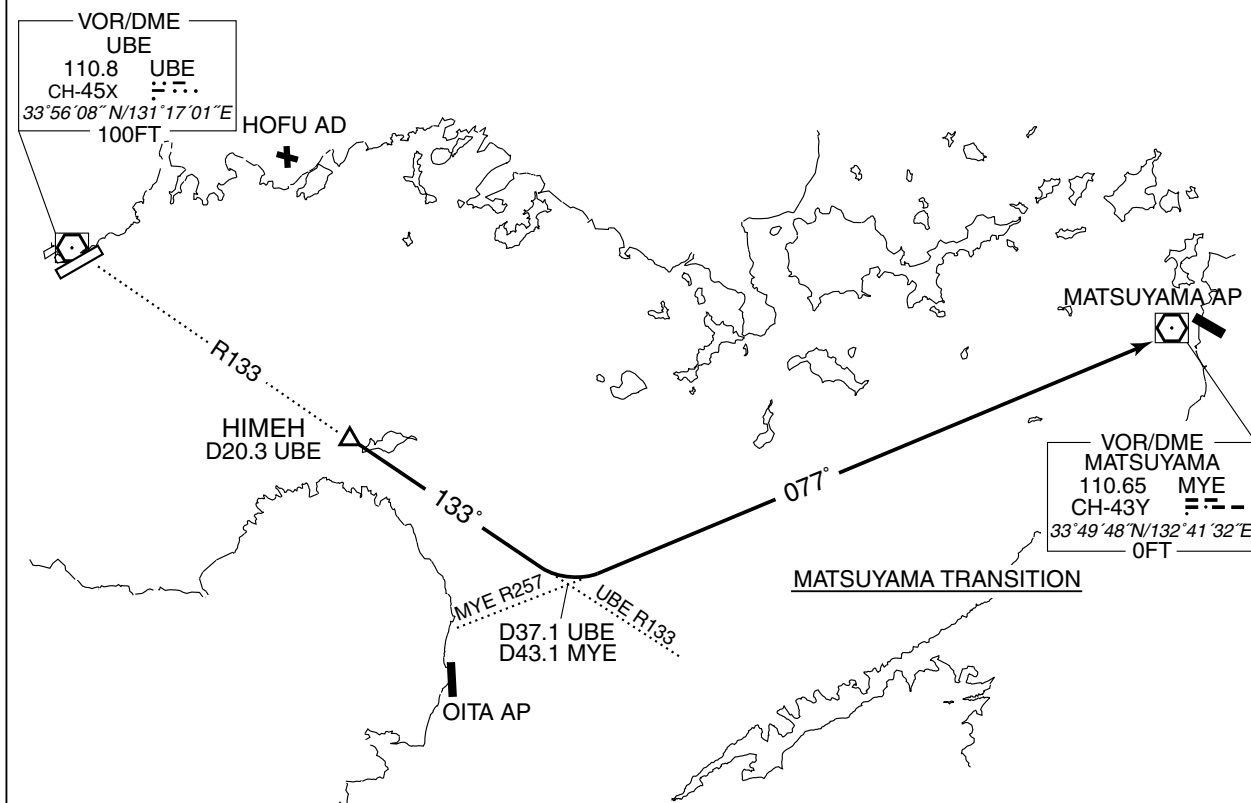 VOR/DME
UBE
110.8 UBE
CH-45X
33°56′08″N/131°17′01″E
100FT
HOFU AD
MATSUYAMA AP
R133
HIMEH
D20.3 UBE
133°
077°
VOR/DME
MATSUYAMA
110.65 MYE
CH-43Y
33°49′48″N/132°41′32″E
0FT
MATSUYAMA TRANSITION
MYE R257
UBE R133
D37.1 UBE
D43.1 MYE
OITA AP